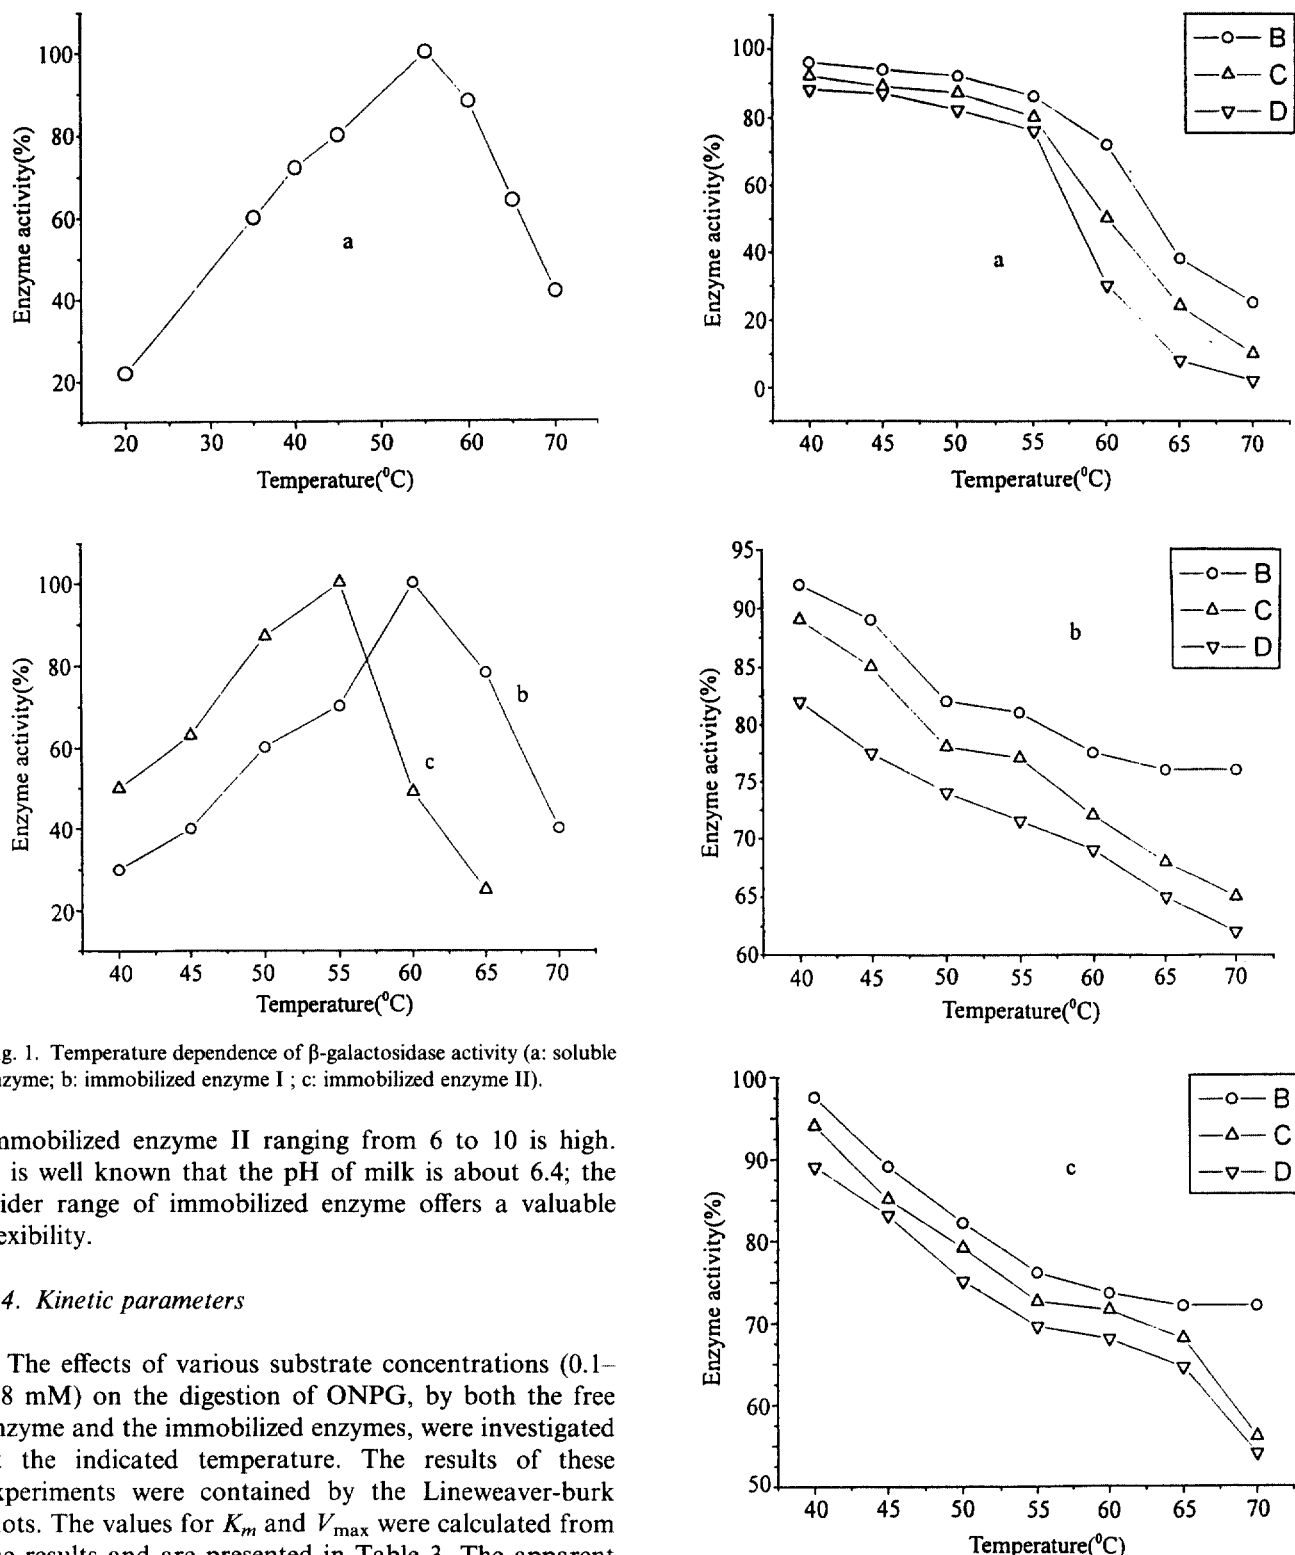 100
80
60
40
20
Enzyme activity(%)
a
20 30 40 50 60 70
Temperature(⁰C)
100
80
60
40
20
Enzyme activity(%)
b
c
40 45 50 55 60 65 70
Temperature(⁰C)
g. 1. Temperature dependence of β-galactosidase activity (a: soluble
nzyme; b: immobilized enzyme I ; c: immobilized enzyme II).
mmobilized enzyme II ranging from 6 to 10 is high.
is well known that the pH of milk is about 6.4; the
ider range of immobilized enzyme offers a valuable
exibility.
4. Kinetic parameters
The effects of various substrate concentrations (0.1–
8 mM) on the digestion of ONPG, by both the free
nzyme and the immobilized enzymes, were investigated
the indicated temperature. The results of these
xperiments were contained by the Lineweaver-burk
lots. The values for Km and Vmax were calculated from
results and are presented in Table 3. The apparent
100
80
60
40
20
0
Enzyme activity(%)
a
B
C
D
40 45 50 55 60 65 70
Temperature(⁰C)
95
90
85
80
75
70
65
60
Enzyme activity(%)
b
B
C
D
40 45 50 55 60 65 70
Temperature(⁰C)
100
90
80
70
60
50
Enzyme activity(%)
c
B
C
D
40 45 50 55 60 65 70
Temperature(⁰C)